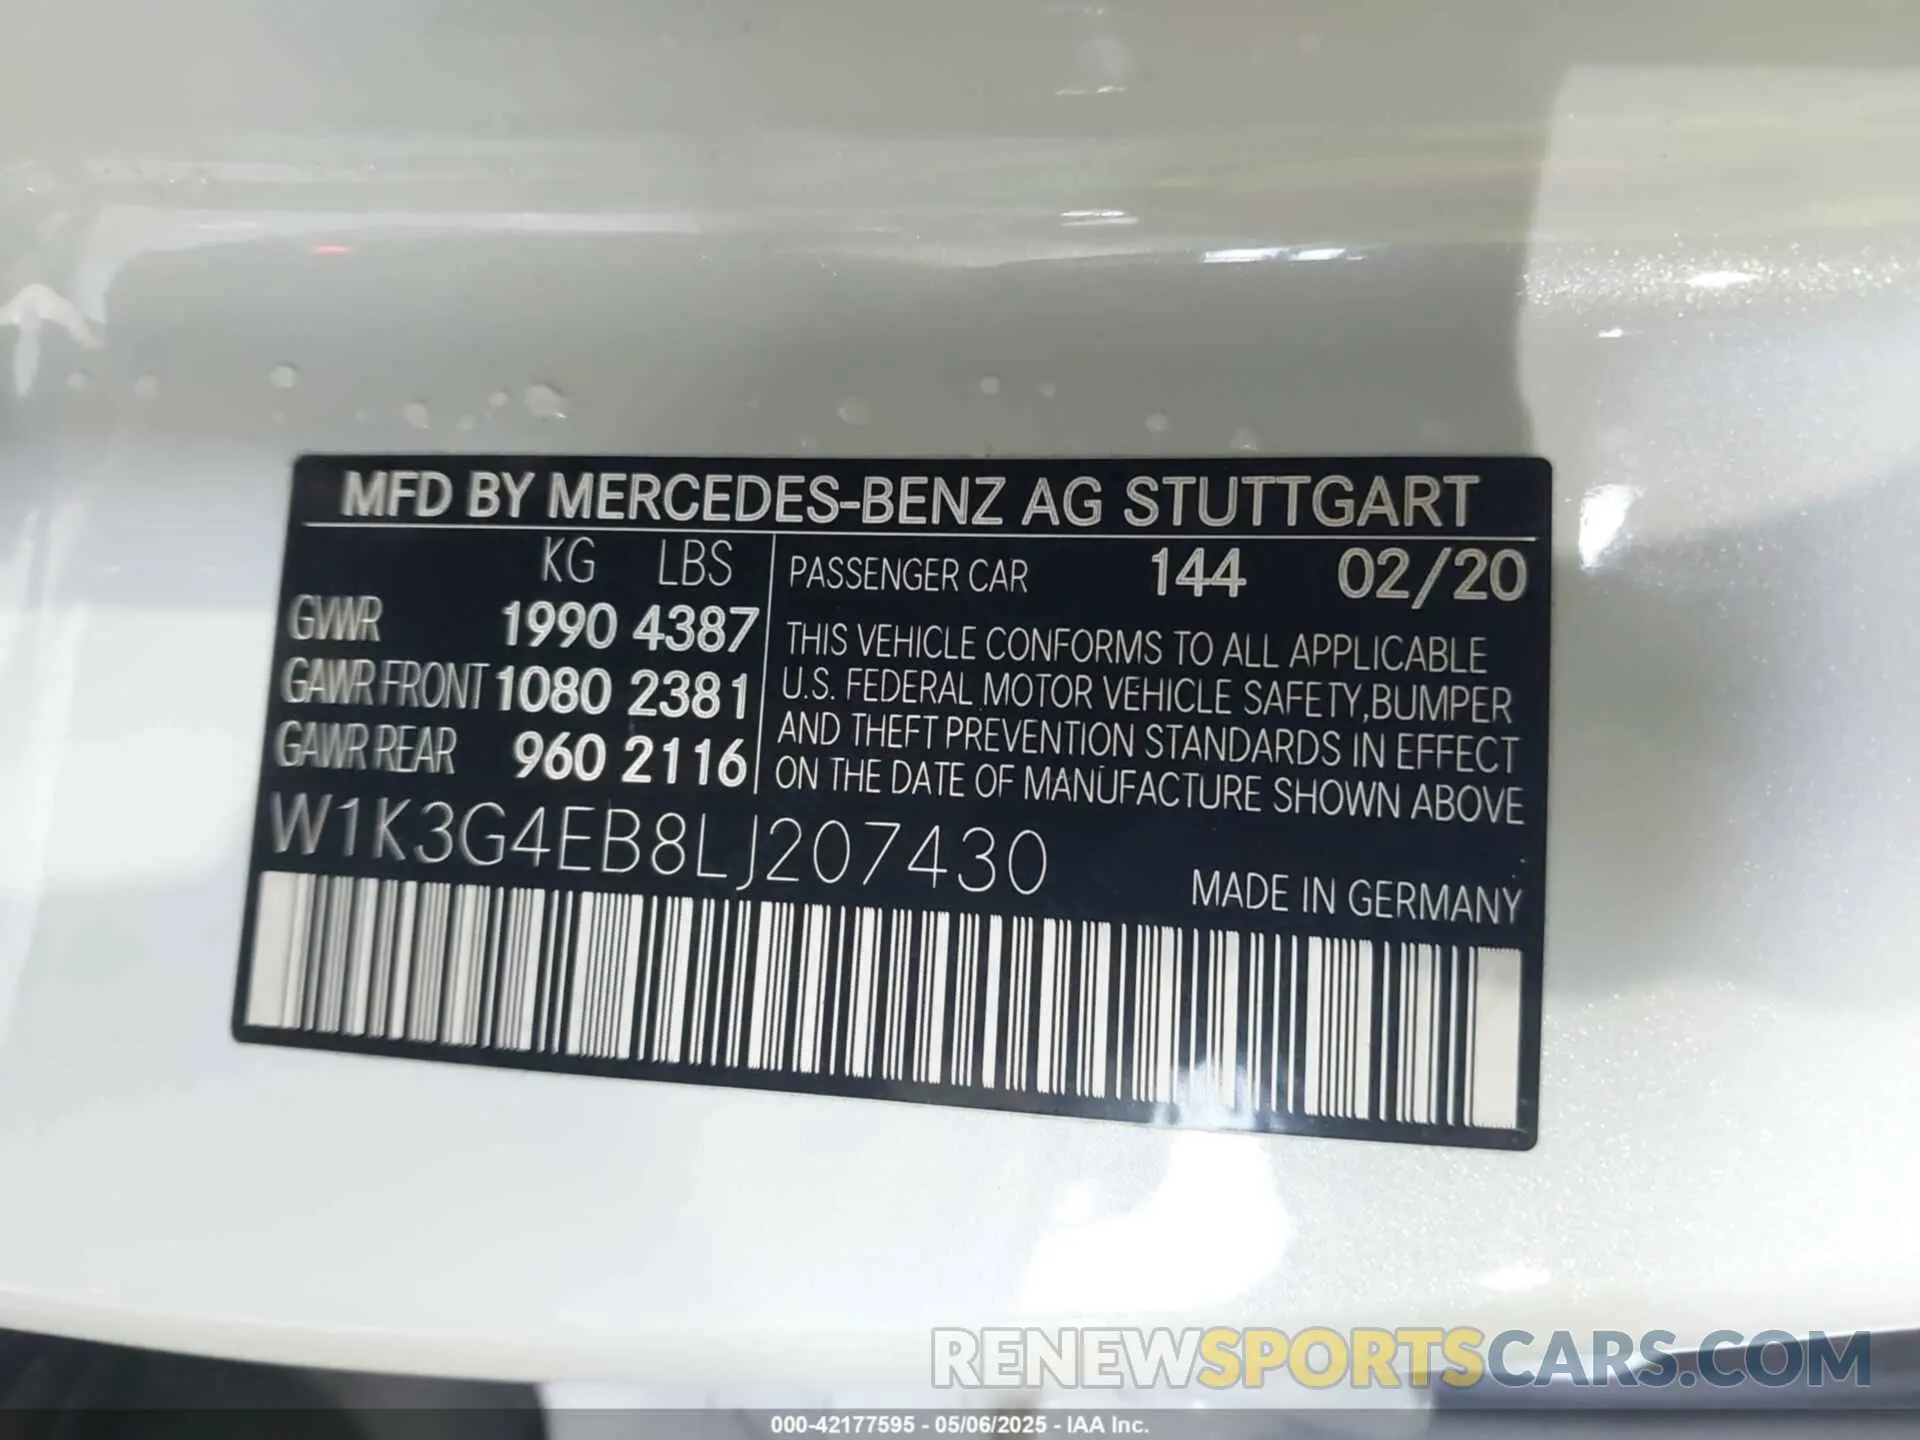 MFD BY MERCEDES-BENZ AG STUTTGART
KG LBS
GVWR 1990 4387
GAWR FRONT 1080 2381
GAWR REAR 960 2116
PASSENGER CAR 144 02/20
THIS VEHICLE CONFORMS TO ALL APPLICABLE
U.S. FEDERAL MOTOR VEHICLE SAFETY,BUMPER
AND THEFT PREVENTION STANDARDS IN EFFECT
ON THE DATE OF MANUFACTURE SHOWN ABOVE
W1K3G4EB8LJ207430
MADE IN GERMANY
RENEWSPORTSCARS.COM
000-42177595 - 05/06/2025 - IAA Inc.